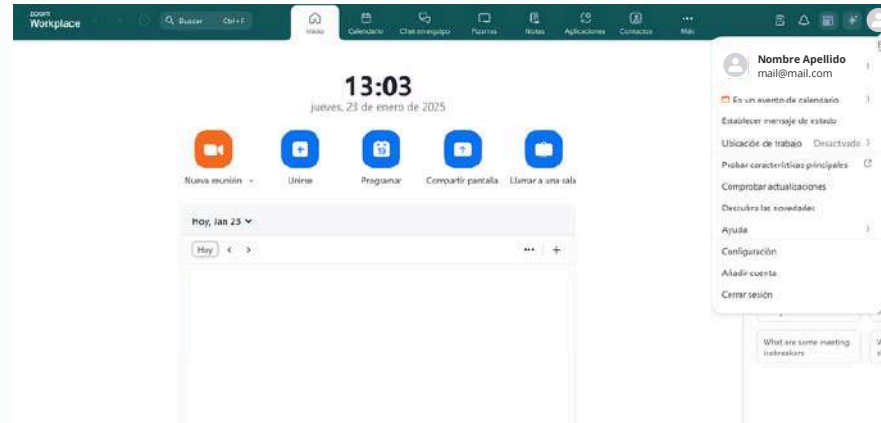 zoom
Workplace
Buscar Ctrl+F
Inicio
Calendario
Chat en equipo
Pizarras
Notas
Aplicaciones
Contactos
Más
13:03
jueves, 23 de enero de 2025
Nueva reunión
Unirse
19
Programar
Compartir pantalla
Llamar a una sala
Hoy, Jan 23
Hoy
Nombre Apellido
mail@mail.com
En un evento de calendario
Establecer mensaje de estado
Ubicación de trabajo Desactivado
Probar características principales
Comprobar actualizaciones
Descubra las novedades
Ayuda
Configuración
Añadir cuenta
Cerrar sesión
What are some meeting
icebreakers